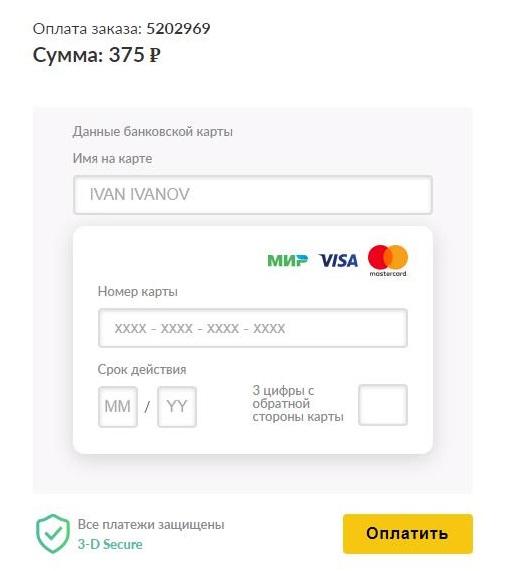 Оплата заказа: 5202969
Сумма: 375 ₽
Данные банковской карты
Имя на карте
IVAN IVANOV
МИР VISA mastercard
Номер карты
xxxx - xxxx - xxxx - xxxx
Срок действия
MM / YY
3 цифры с
обратной
стороны карты
Все платежи защищены
3-D Secure
Оплатить